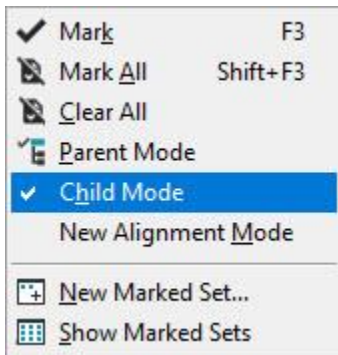 Mark F3
Mark All Shift+F3
Clear All
Parent Mode
Child Mode
New Alignment Mode
New Marked Set...
Show Marked Sets